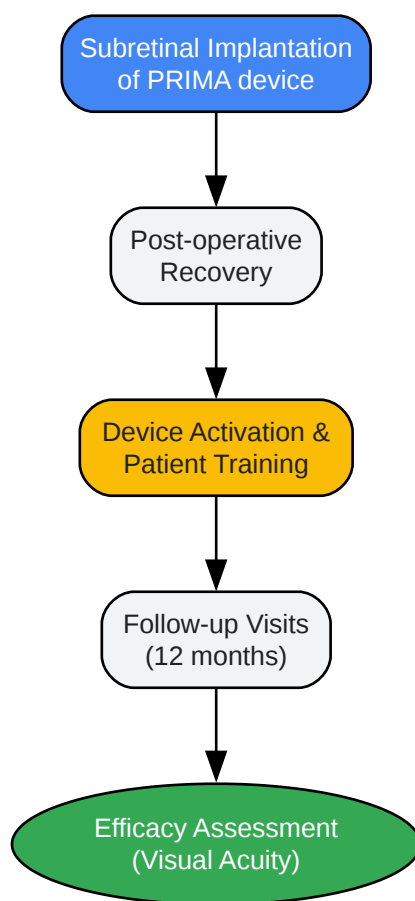 Subretinal Implantation
of PRIMA device
Post-operative
Recovery
Device Activation &
Patient Training
Follow-up Visits
(12 months)
Efficacy Assessment
(Visual Acuity)